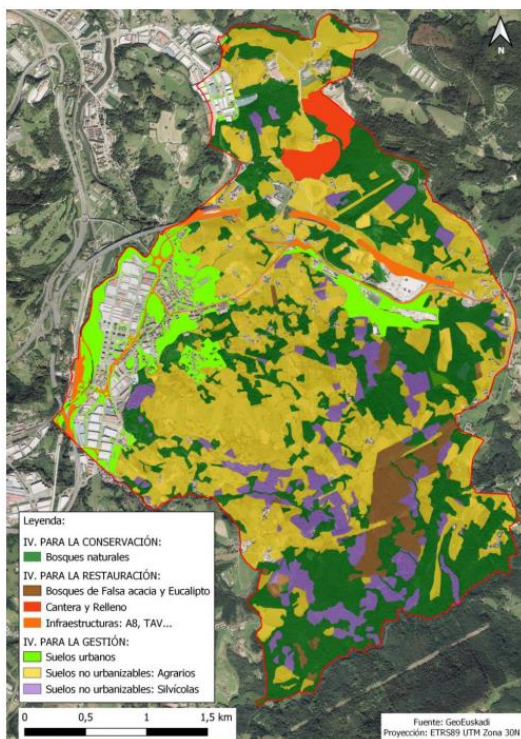 N
Leyenda:
IV. PARA LA CONSERVACIÓN:
Bosques naturales
IV. PARA LA RESTAURACIÓN:
Bosques de Falsa acacia y Eucalipto
Cantera y Relleno
Infraestructuras: A8, TAV...
IV. PARA LA GESTIÓN:
Suelos urbanos
Suelos no urbanizables: Agrarios
Suelos no urbanizables: Silvícolas
0 0,5 1 1,5 km
Fuente: GeoEuskadi
Proyección: ETRS89 UTM Zona 30N